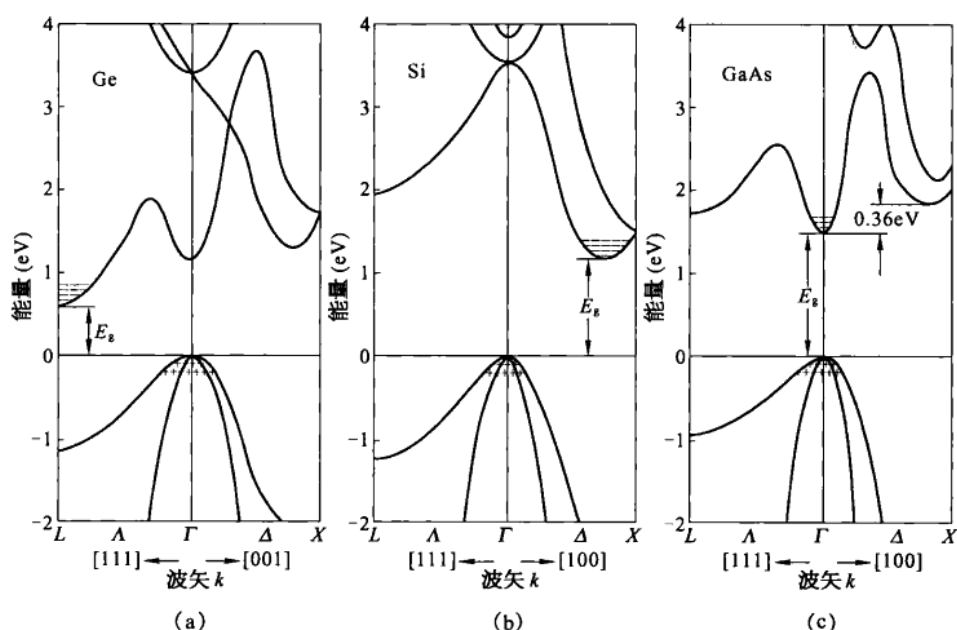 4
3
2
1
0
−1
−2
能量 (eV)
Ge
E_g
L Λ Γ Δ X
[111] [001]
波矢 k
(a)
4
3
2
1
0
−1
−2
能量 (eV)
Si
E_g
L Λ Γ Δ X
[111] [100]
波矢 k
(b)
4
3
2
1
0
−1
−2
能量 (eV)
GaAs
0.36eV
E_g
L Λ Γ Δ X
[111] [100]
波矢 k
(c)